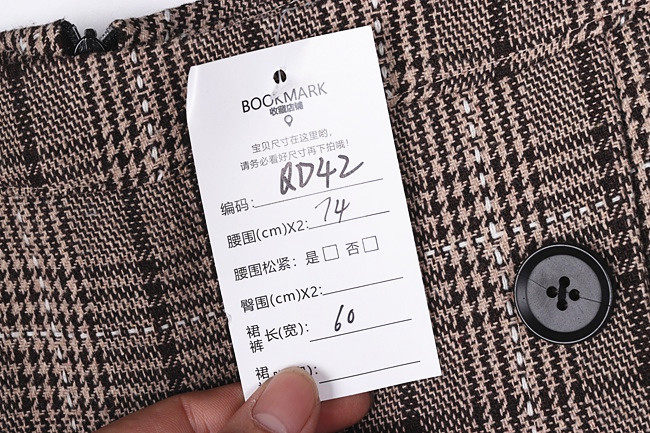 BOOKMARK
收藏店铺
宝贝尺寸在这里哟，
请务必看好尺寸再下拍哦！
编码：QD42
腰围(cm)X2: 74
腰围松紧：是□ 否□
臀围(cm)X2:
裙裤长(宽): 60
裙